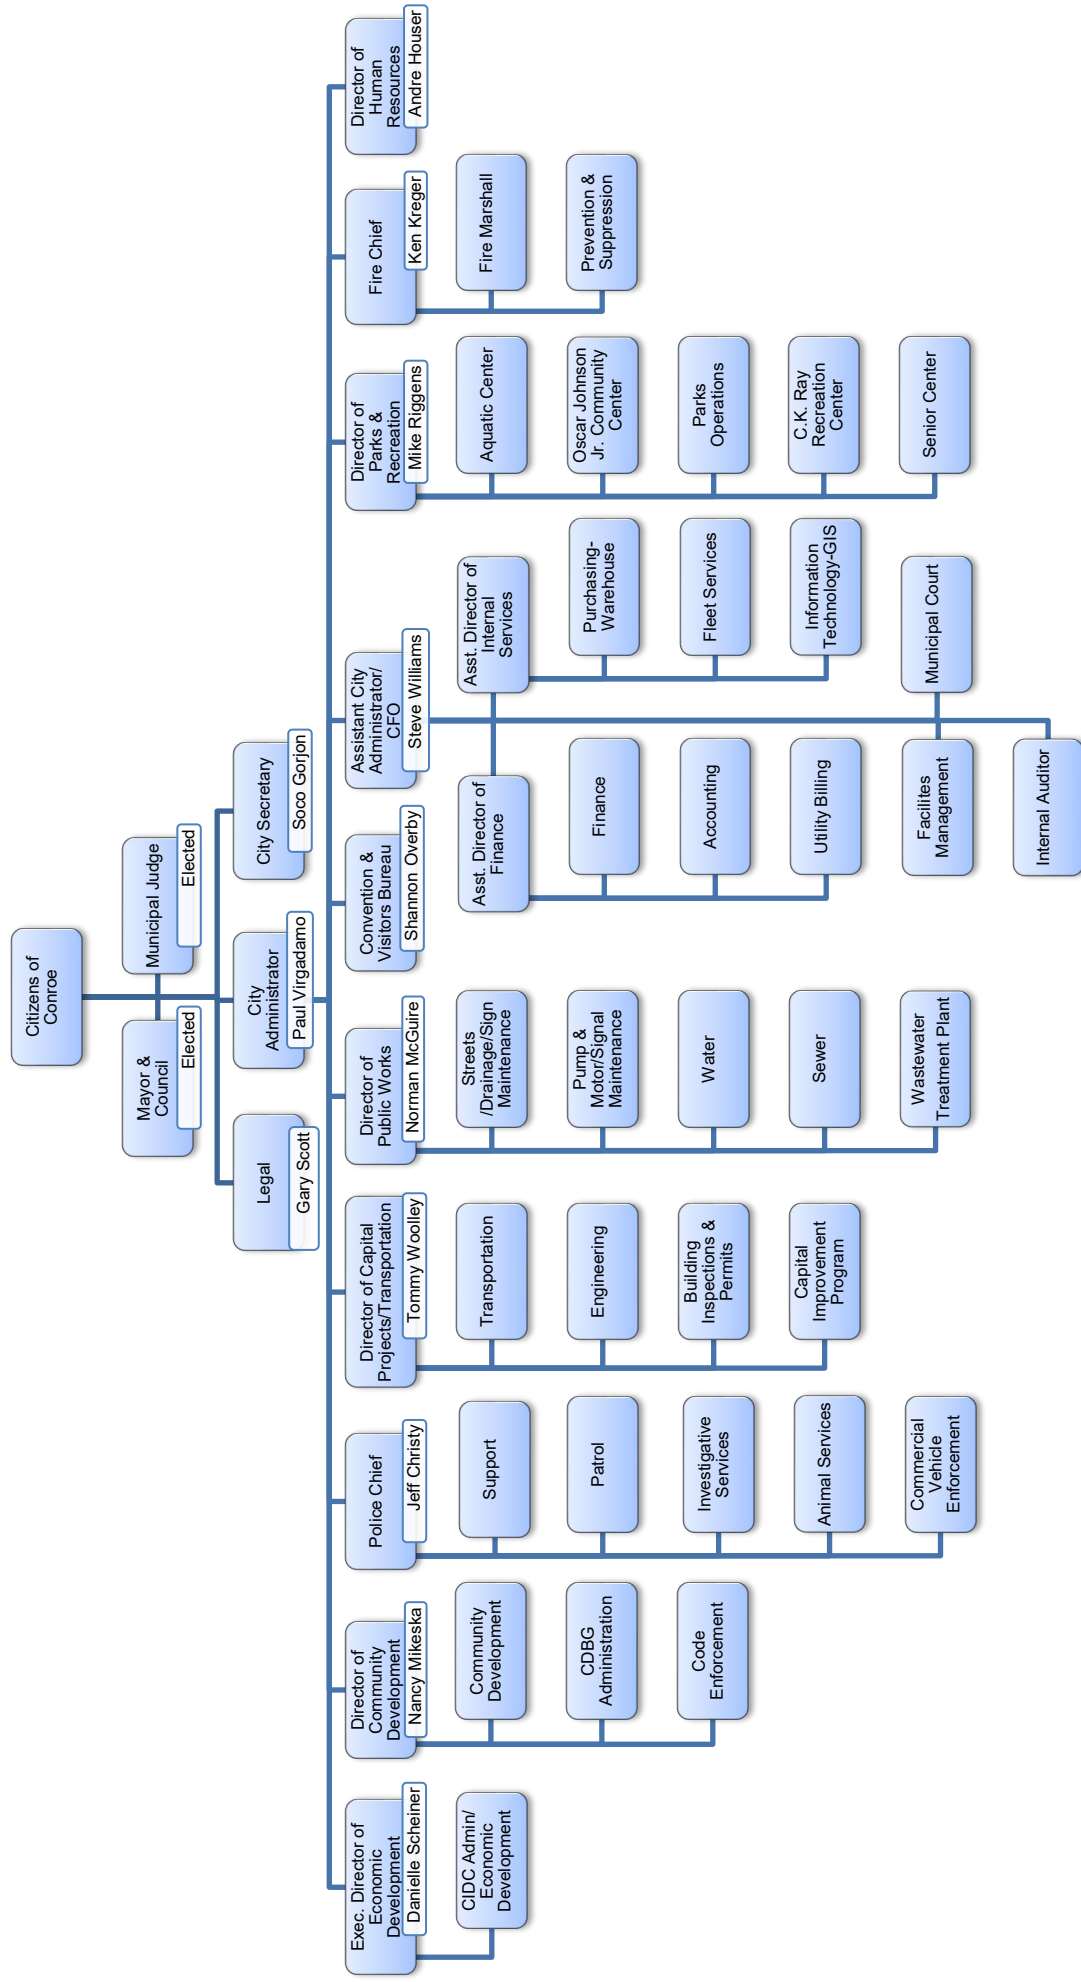 Citizens of
Conroe
Mayor &
Council
Elected
Municipal Judge
Elected
Legal
Gary Scott
City
Administrator
Paul Virgadamo
City Secretary
Soco Gorjon
Exec. Director of
Economic
Development
Danielle Scheiner
CIDC Admin/
Economic
Development
Director of
Community
Development
Nancy Mikeska
Community
Development
CDBG
Administration
Code
Enforcement
Police Chief
Jeff Christy
Support
Patrol
Investigative
Services
Animal Services
Commercial
Vehicle
Enforcement
Director of Capital
Projects/Transportation
Tommy Woolley
Transportation
Engineering
Building
Inspections &
Permits
Capital
Improvement
Program
Director of
Public Works
Norman McGuire
Streets
/Drainage/Sign
Maintenance
Pump &
Motor/Signal
Maintenance
Water
Sewer
Wastewater
Treatment Plant
Convention &
Visitors Bureau
Shannon Overby
Assistant City
Administrator/
CFO
Steve Williams
Asst. Director of
Finance
Finance
Accounting
Utility Billing
Asst. Director of
Internal
Services
Purchasing-
Warehouse
Fleet Services
Information
Technology-GIS
Facilites
Management
Municipal Court
Internal Auditor
Director of
Parks &
Recreation
Mike Riggens
Aquatic Center
Oscar Johnson
Jr. Community
Center
Parks
Operations
C.K. Ray
Recreation
Center
Senior Center
Fire Chief
Ken Kreger
Fire Marshall
Prevention &
Suppression
Director of
Human
Resources
Andre Houser